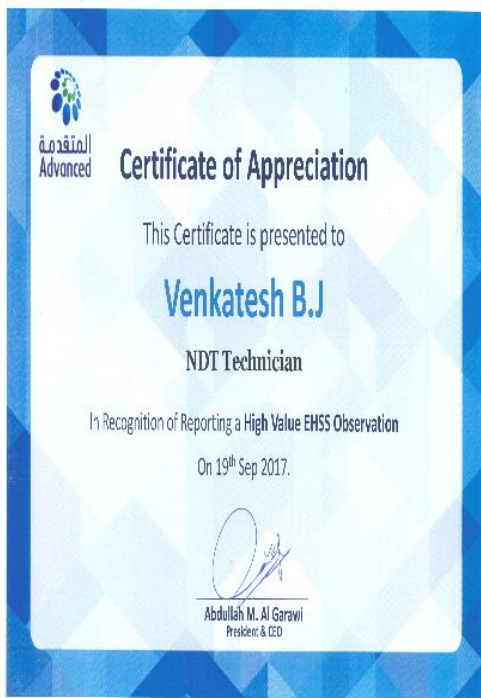 المتقدمة
Advanced
Certificate of Appreciation
This Certificate is presented to
Venkatesh B.J
NDT Technician
In Recognition of Reporting a High Value EHSS Observation
On 19th Sep 2017.
Abdullah M. Al Garawi
President & CEO